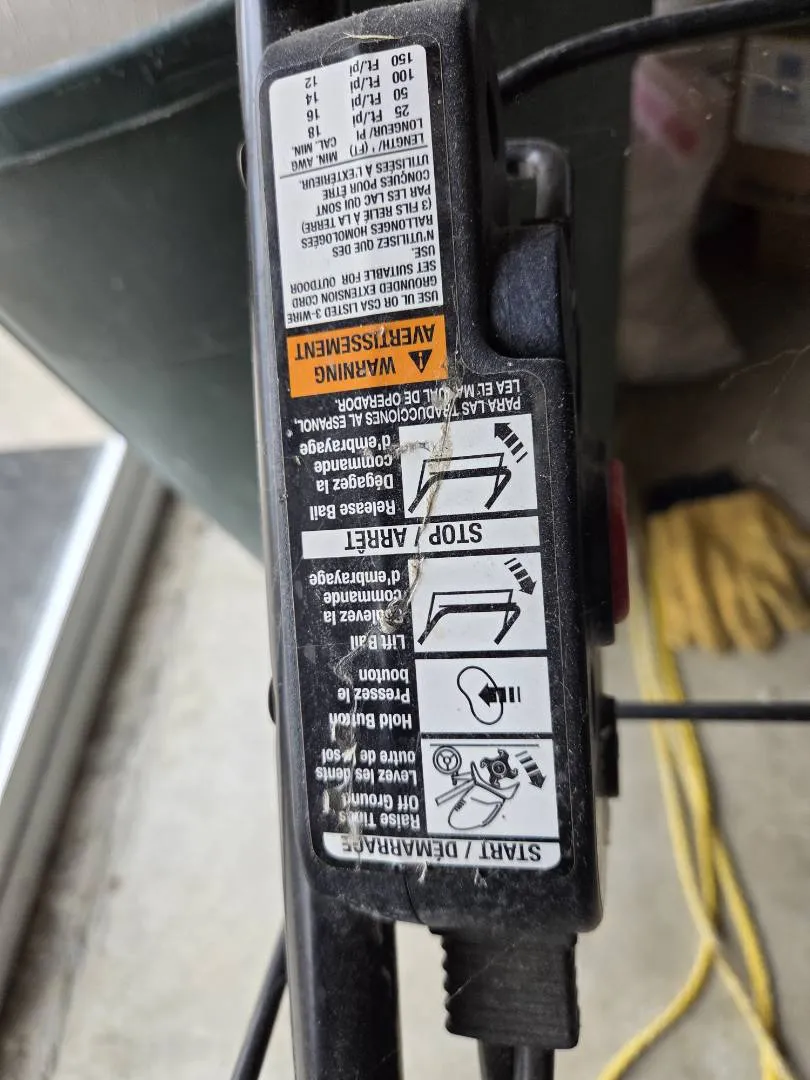 START / DÉMARRAGE
Raise Tines
Off Ground
Levez les dents
outre de sol
Hold Button
Pressez le
bouton
Lift Bail
la
commande
d'embrayage
STOP / ARRÊT
Release Bail
Dégagez la
commande
d'embrayage
PARA LAS TRADUCCIONES AL ESPANOL,
LEA EL MANUAL DE OPERADOR.
WARNING
AVERTISSEMENT
USE UL OR CSA LISTED 3-WIRE
GROUNDED EXTENSION CORD
SET SUITABLE FOR OUTDOOR
USE.
N'UTILISEZ QUE DES
RALLONGES HOMOLOGÉES
(3 FILS RELIÉ À LA TERRE)
PAR LES LAC QUI SONT
CONÇUES POUR ÊTRE
UTILISÉES À L'EXTÉRIEUR.
LENGTH/ ' (FT) MIN. AWG
LONGEUR/ PI CAL. MIN.
25 Ft./pi 18
50 Ft./pi 16
100 Ft./pi 14
150 Ft./pi 12